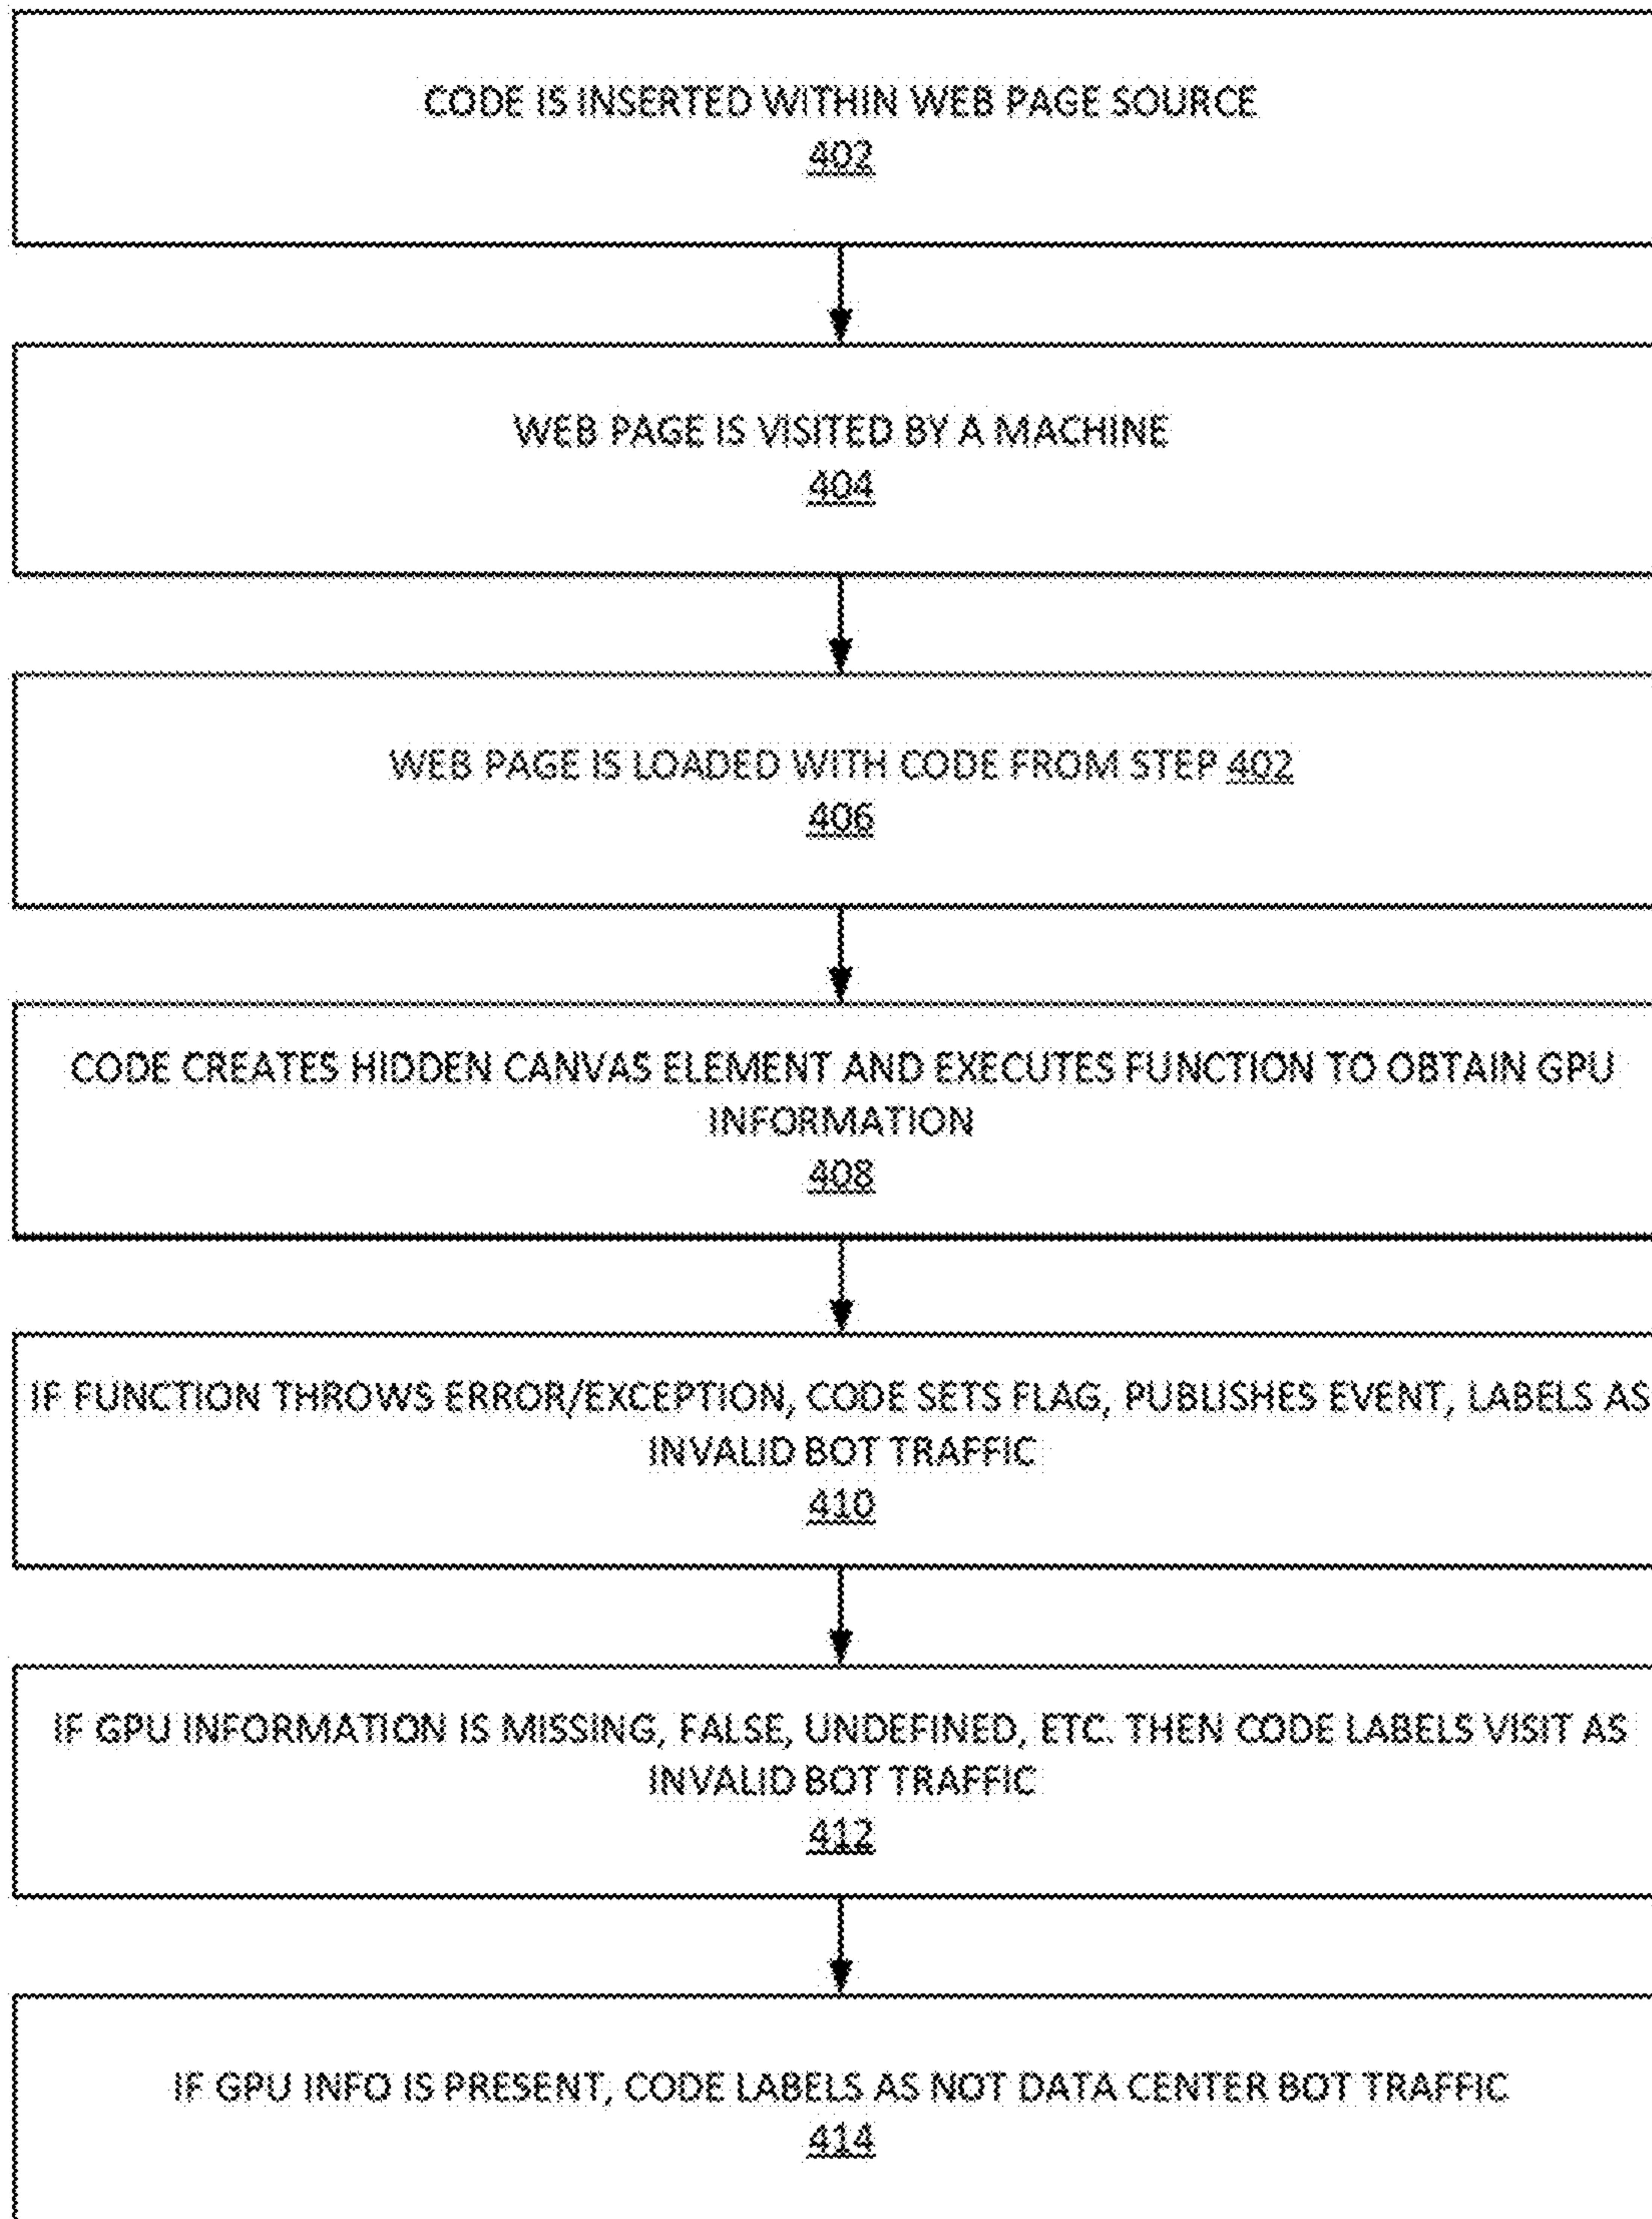 CODE IS INSERTED WITHIN WEB PAGE SOURCE
402
WEB PAGE IS VISITED BY A MACHINE
404
WEB PAGE IS LOADED WITH CODE FROM STEP 402
406
CODE CREATES HIDDEN CANVAS ELEMENT AND EXECUTES FUNCTION TO OBTAIN GPU
INFORMATION
408
IF FUNCTION THROWS ERROR/EXCEPTION, CODE SETS FLAG, PUBLISHES EVENT, LABELS AS
INVALID BOT TRAFFIC
410
IF GPU INFORMATION IS MISSING, FALSE, UNDEFINED, ETC. THEN CODE LABELS VISIT AS
INVALID BOT TRAFFIC
412
IF GPU INFO IS PRESENT, CODE LABELS AS NOT DATA CENTER BOT TRAFFIC
414